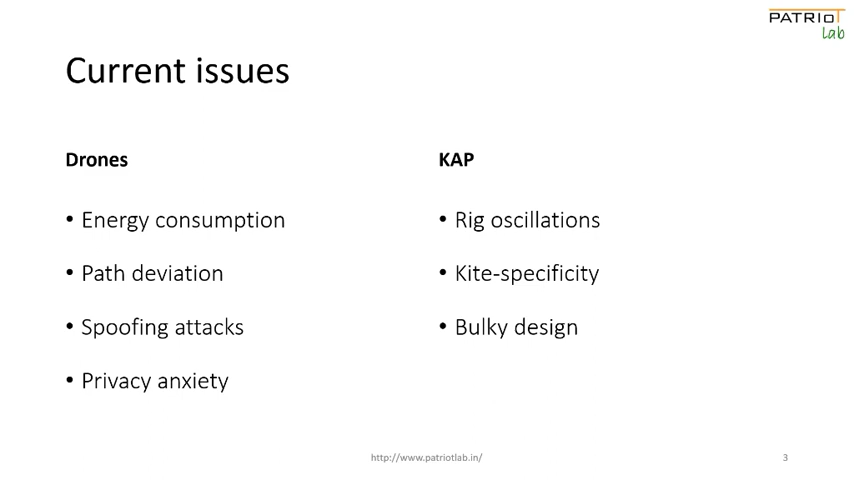 PATRIoT
lab
Current issues
Drones
• Energy consumption
• Path deviation
• Spoofing attacks
• Privacy anxiety
KAP
• Rig oscillations
• Kite-specificity
• Bulky design
http://www.patriotlab.in/
3